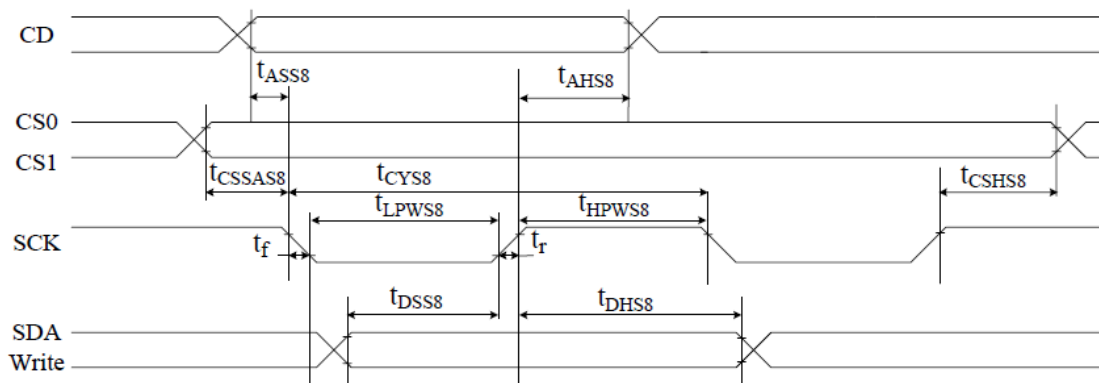 CD
tASS8
tAHS8
CS0
CS1
tCSSAS8
tCYS8
tCSHS8
tLPWS8
tHPWS8
SCK
tf
tr
tDSS8
tDHS8
SDA
Write